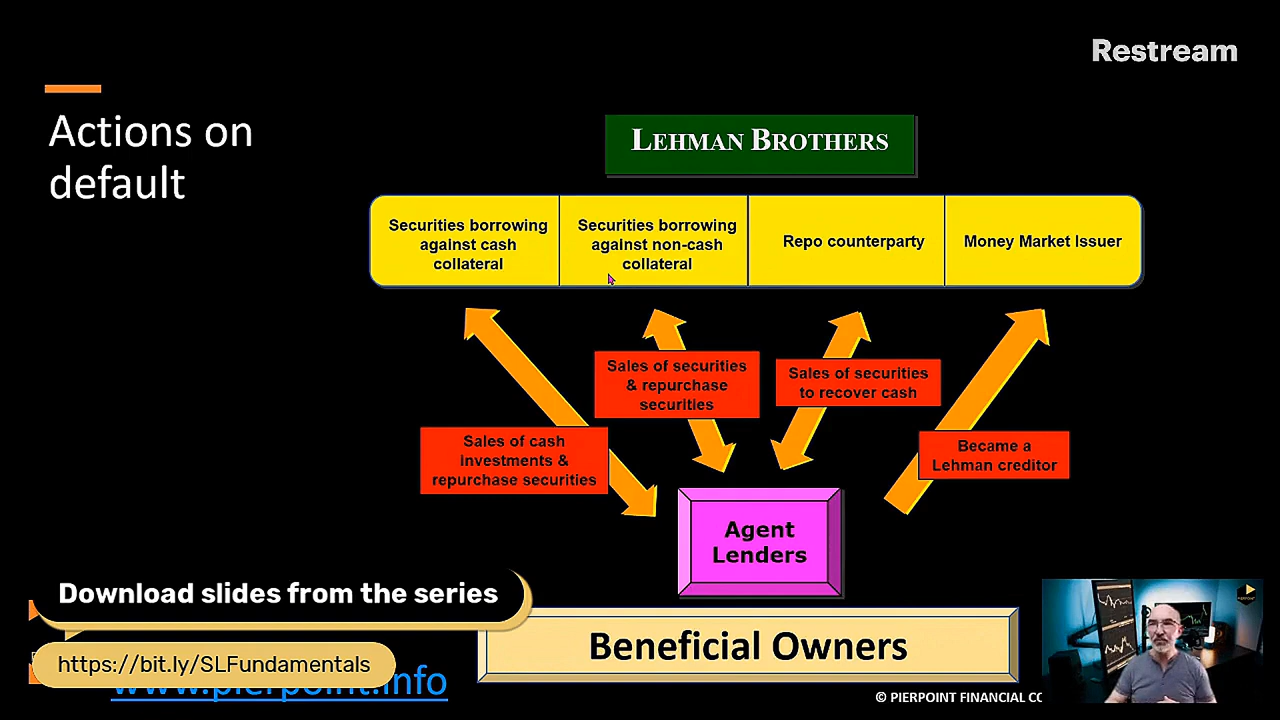 Restream
Actions on
default
LEHMAN BROTHERS
Securities borrowing
against cash
collateral
Securities borrowing
against non-cash
collateral
Repo counterparty
Money Market Issuer
Sales of securities
& repurchase
securities
Sales of securities
to recover cash
Sales of cash
investments &
repurchase securities
Became a
Lehman creditor
Agent
Lenders
Download slides from the series
https://bit.ly/SLFundamentals
Beneficial Owners
www.pierpoint.info
© PIERPOINT FINANCIAL CO